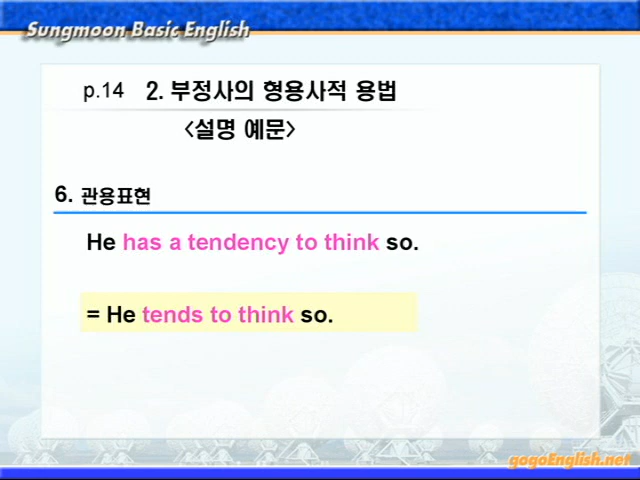 Sungmoon Basic English
p.14 2. 부정사의 형용사적 용법
<설명 예문>
6. 관용표현
He has a tendency to think so.
= He tends to think so.
gogoEnglish.net